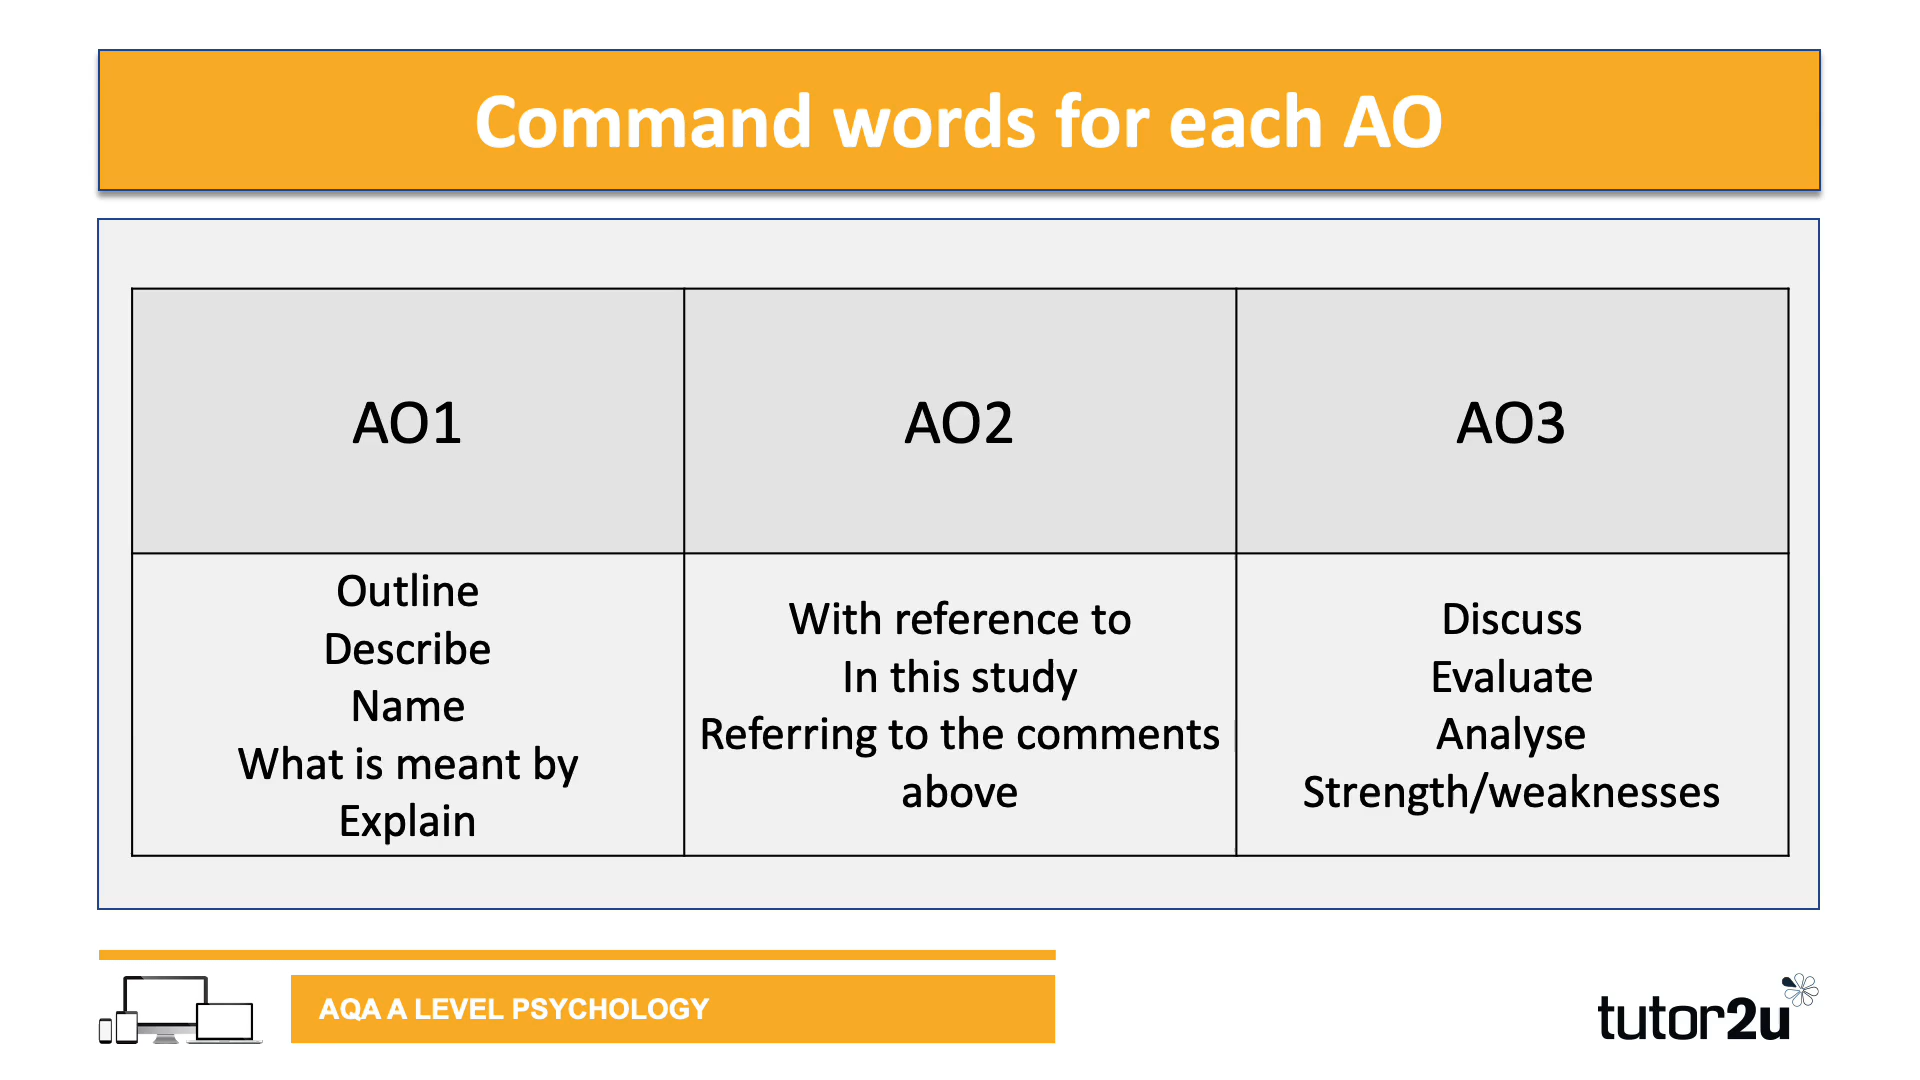 Command words for each AO
AO1
AO2
AO3
Outline
Describe
Name
What is meant by
Explain
With reference to
In this study
Referring to the comments
above
Discuss
Evaluate
Analyse
Strength/weaknesses
AQA A LEVEL PSYCHOLOGY
tutor2u